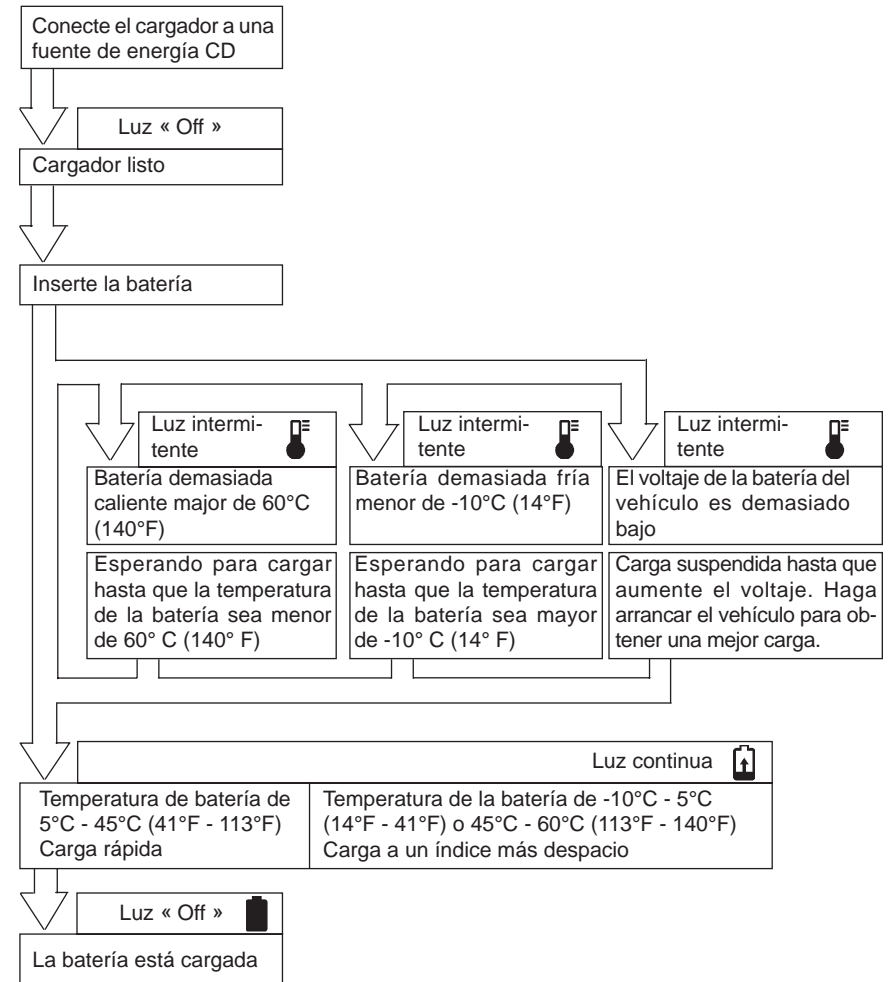 Conecte el cargador a una
fuente de energía CD
Luz « Off »
Cargador listo
Inserte la batería
Luz intermi-
tente
Batería demasiada
caliente major de 60°C
(140°F)
Esperando para cargar
hasta que la temperatura
de la batería sea menor
de 60° C (140° F)
Luz intermi-
tente
Batería demasiada fría
menor de -10°C (14°F)
Esperando para cargar
hasta que la temperatura
de la batería sea mayor
de -10° C (14° F)
Luz intermi-
tente
El voltaje de la batería del
vehículo es demasiado
bajo
Carga suspendida hasta que
aumente el voltaje. Haga
arrancar el vehículo para ob-
tener una mejor carga.
Luz continua
Temperatura de batería de
5°C - 45°C (41°F - 113°F)
Carga rápida
Temperatura de la batería de -10°C - 5°C
(14°F - 41°F) o 45°C - 60°C (113°F - 140°F)
Carga a un índice más despacio
Luz « Off »
La batería está cargada